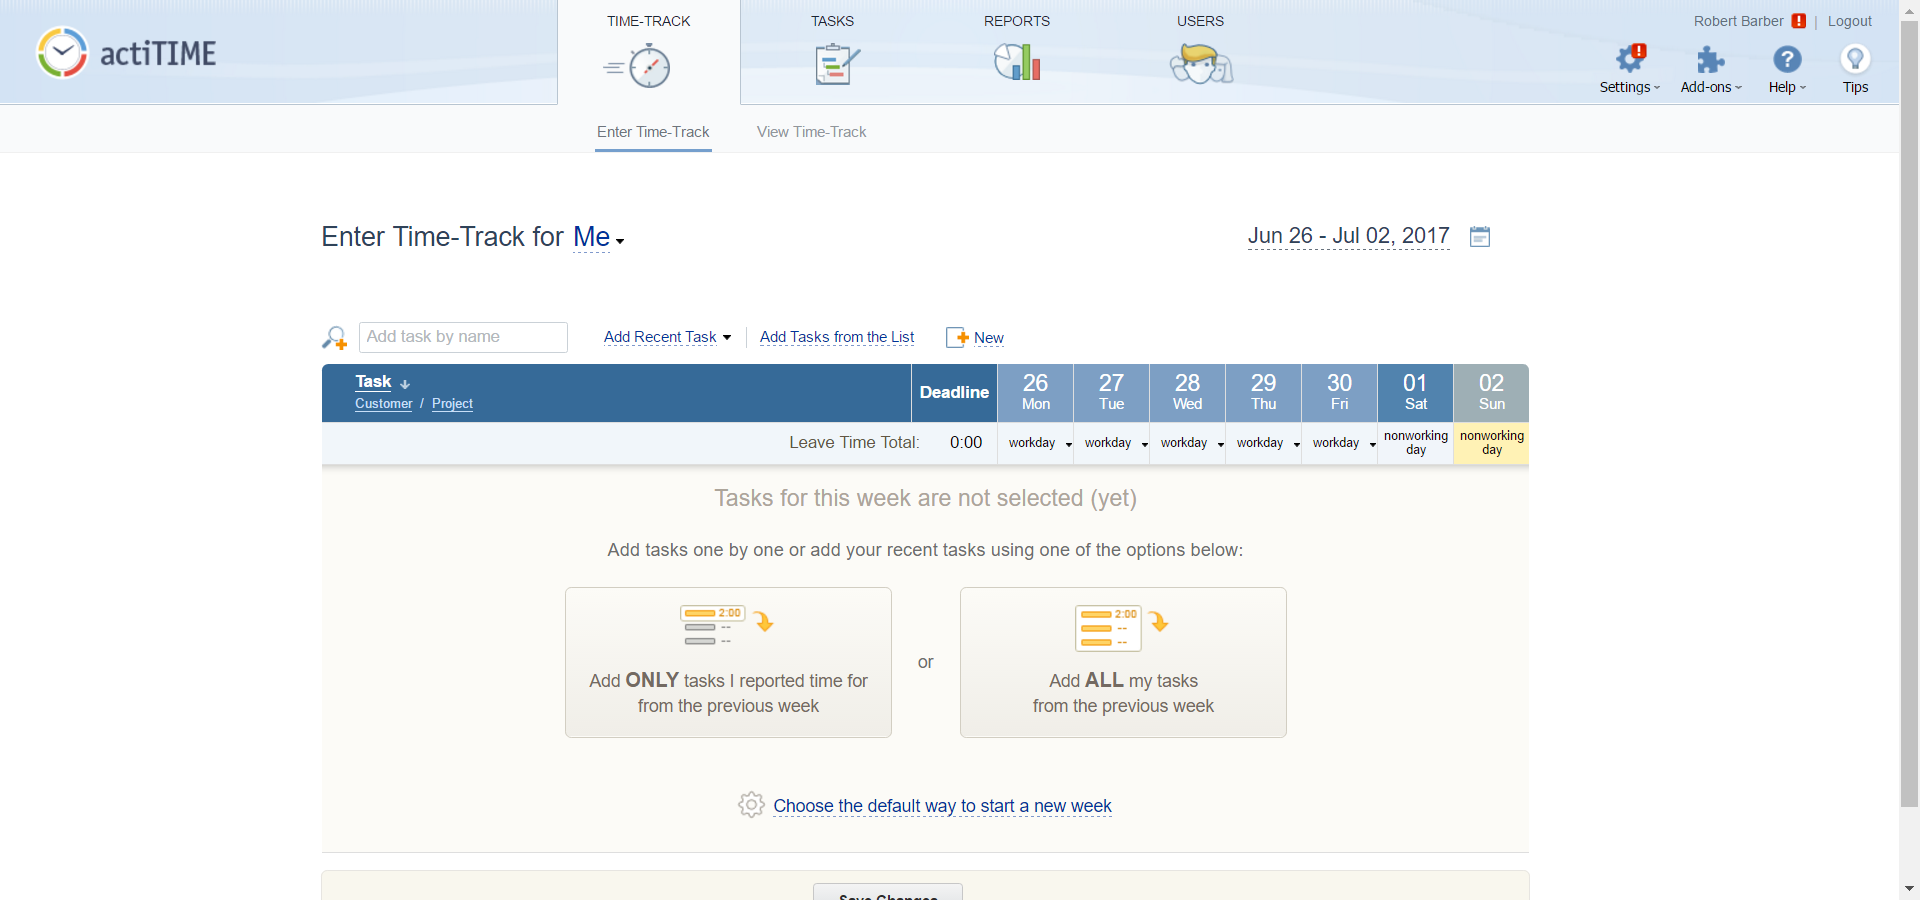 actiTIME
TIME-TRACK
TASKS
REPORTS
USERS
Robert Barber ! | Logout
Settings
Add-ons
Help
Tips
Enter Time-Track
View Time-Track
Enter Time-Track for Me
Jun 26 - Jul 02, 2017
Add task by name
Add Recent Task
Add Tasks from the List
New
Task
Customer / Project
Deadline
26 Mon
27 Tue
28 Wed
29 Thu
30 Fri
01 Sat
02 Sun
Leave Time Total: 0:00
workday
workday
workday
workday
workday
nonworking
day
nonworking
day
Tasks for this week are not selected (yet)
Add tasks one by one or add your recent tasks using one of the options below:
2:00
Add ONLY tasks I reported time for
from the previous week
or
2:00
Add ALL my tasks
from the previous week
Choose the default way to start a new week
Save Changes